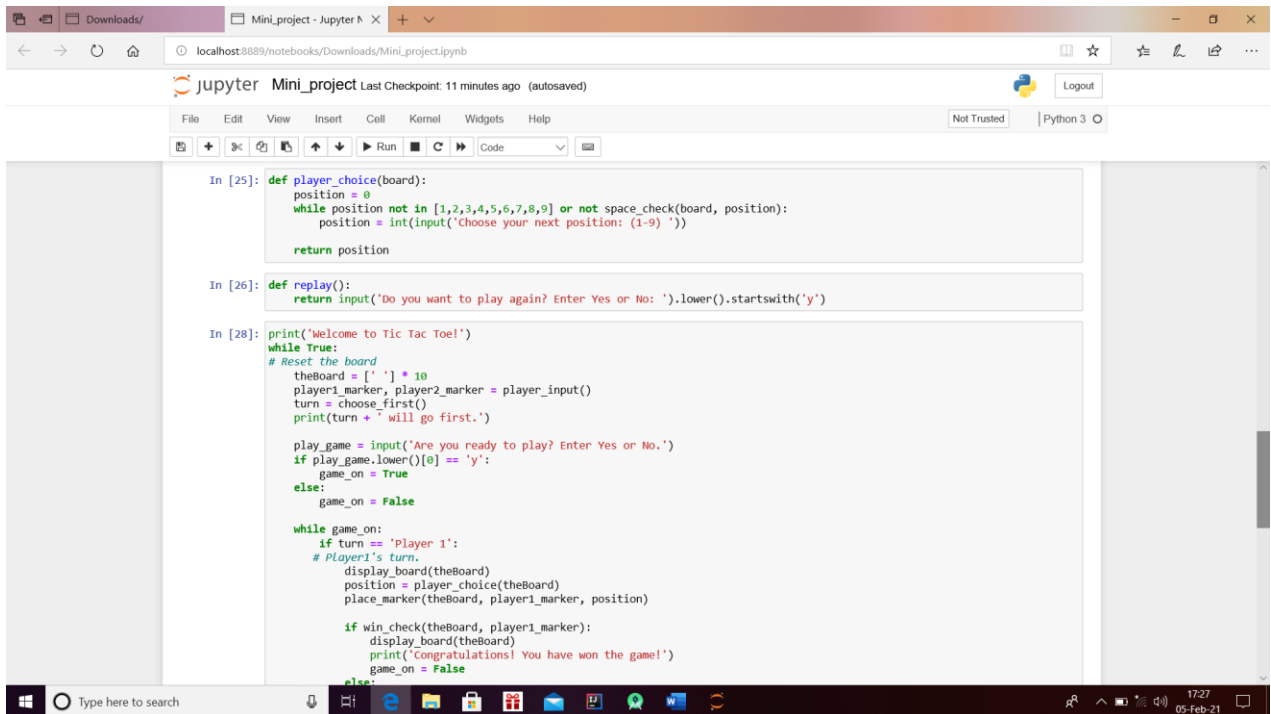 Downloads/
Mini_project - Jupyter N
localhost:8889/notebooks/Downloads/Mini_project.ipynb
jupyter Mini_project Last Checkpoint: 11 minutes ago (autosaved)
Logout
File Edit View Insert Cell Kernel Widgets Help
Not Trusted Python 3
Run Code
In [25]: def player_choice(board):
    position = 0
    while position not in [1,2,3,4,5,6,7,8,9] or not space_check(board, position):
        position = int(input('Choose your next position: (1-9) '))
    return position
In [26]: def replay():
    return input('Do you want to play again? Enter Yes or No: ').lower().startswith('y')
In [28]: print('Welcome to Tic Tac Toe!')
while True:
# Reset the board
    theBoard = [' '] * 10
    player1_marker, player2_marker = player_input()
    turn = choose_first()
    print(turn + ' will go first.')
    play_game = input('Are you ready to play? Enter Yes or No.')
    if play_game.lower()[0] == 'y':
        game_on = True
    else:
        game_on = False
    while game_on:
        if turn == 'Player 1':
       # Player1's turn.
            display_board(theBoard)
            position = player_choice(theBoard)
            place_marker(theBoard, player1_marker, position)
            if win_check(theBoard, player1_marker):
                display_board(theBoard)
                print('Congratulations! You have won the game!')
                game_on = False
            else:
Type here to search
17:27
05-Feb-21